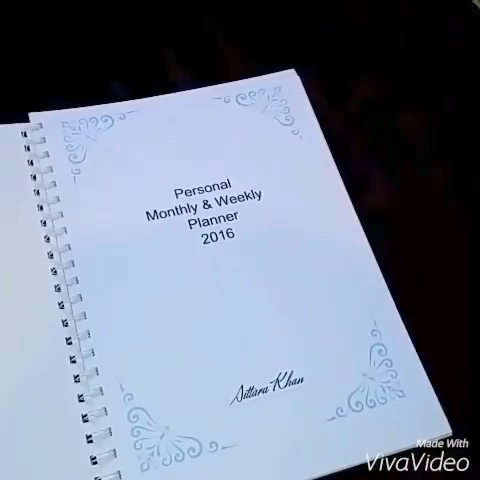 Personal
Monthly & Weekly
Planner
2016
Sittara Khan
Made With
VivaVideo